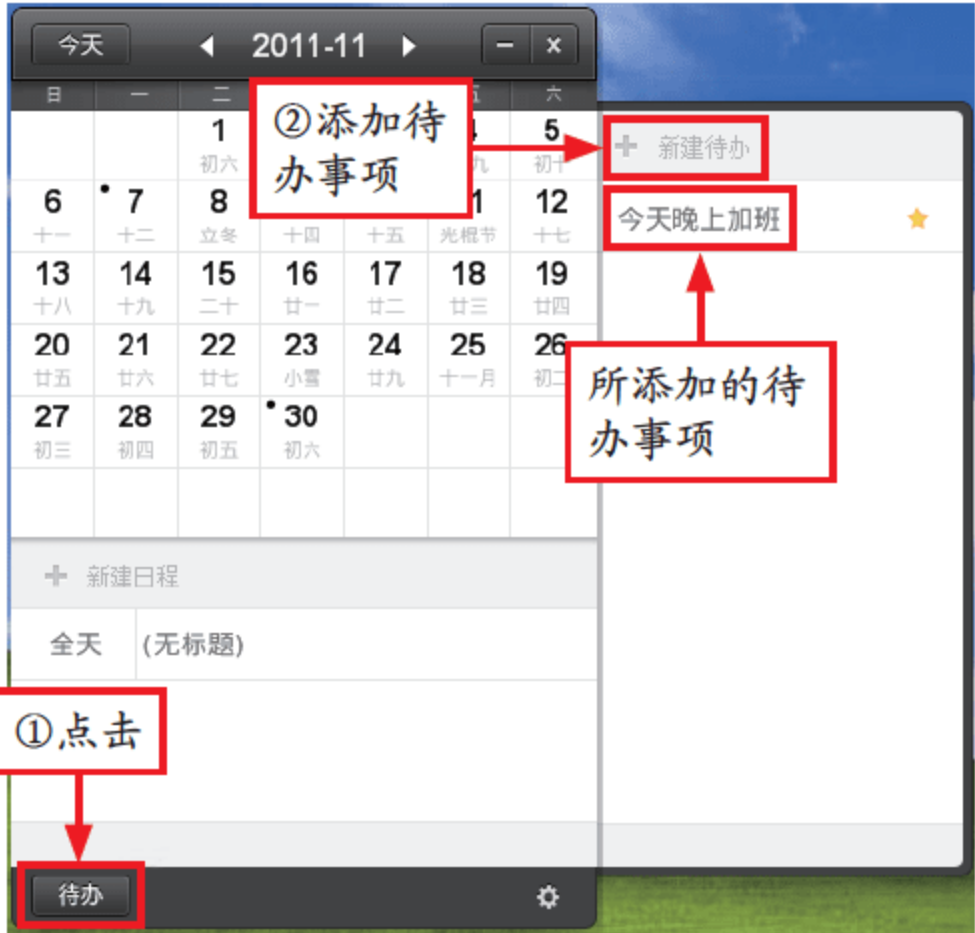 今天
2011-11
日 一 二 六
1 5
初六 初十
②添加待
办事项
新建待办
6 7 8 12
十一 十二 立冬 十四 十五 光棍节 十七
今天晚上加班
13 14 15 16 17 18 19
十八 十九 二十 廿一 廿二 廿三 廿四
20 21 22 23 24 25 26
廿五 廿六 廿七 小雪 廿九 十一月 初二
所添加的待
办事项
27 28 29 30
初三 初四 初五 初六
新建日程
全天 (无标题)
①点击
待办